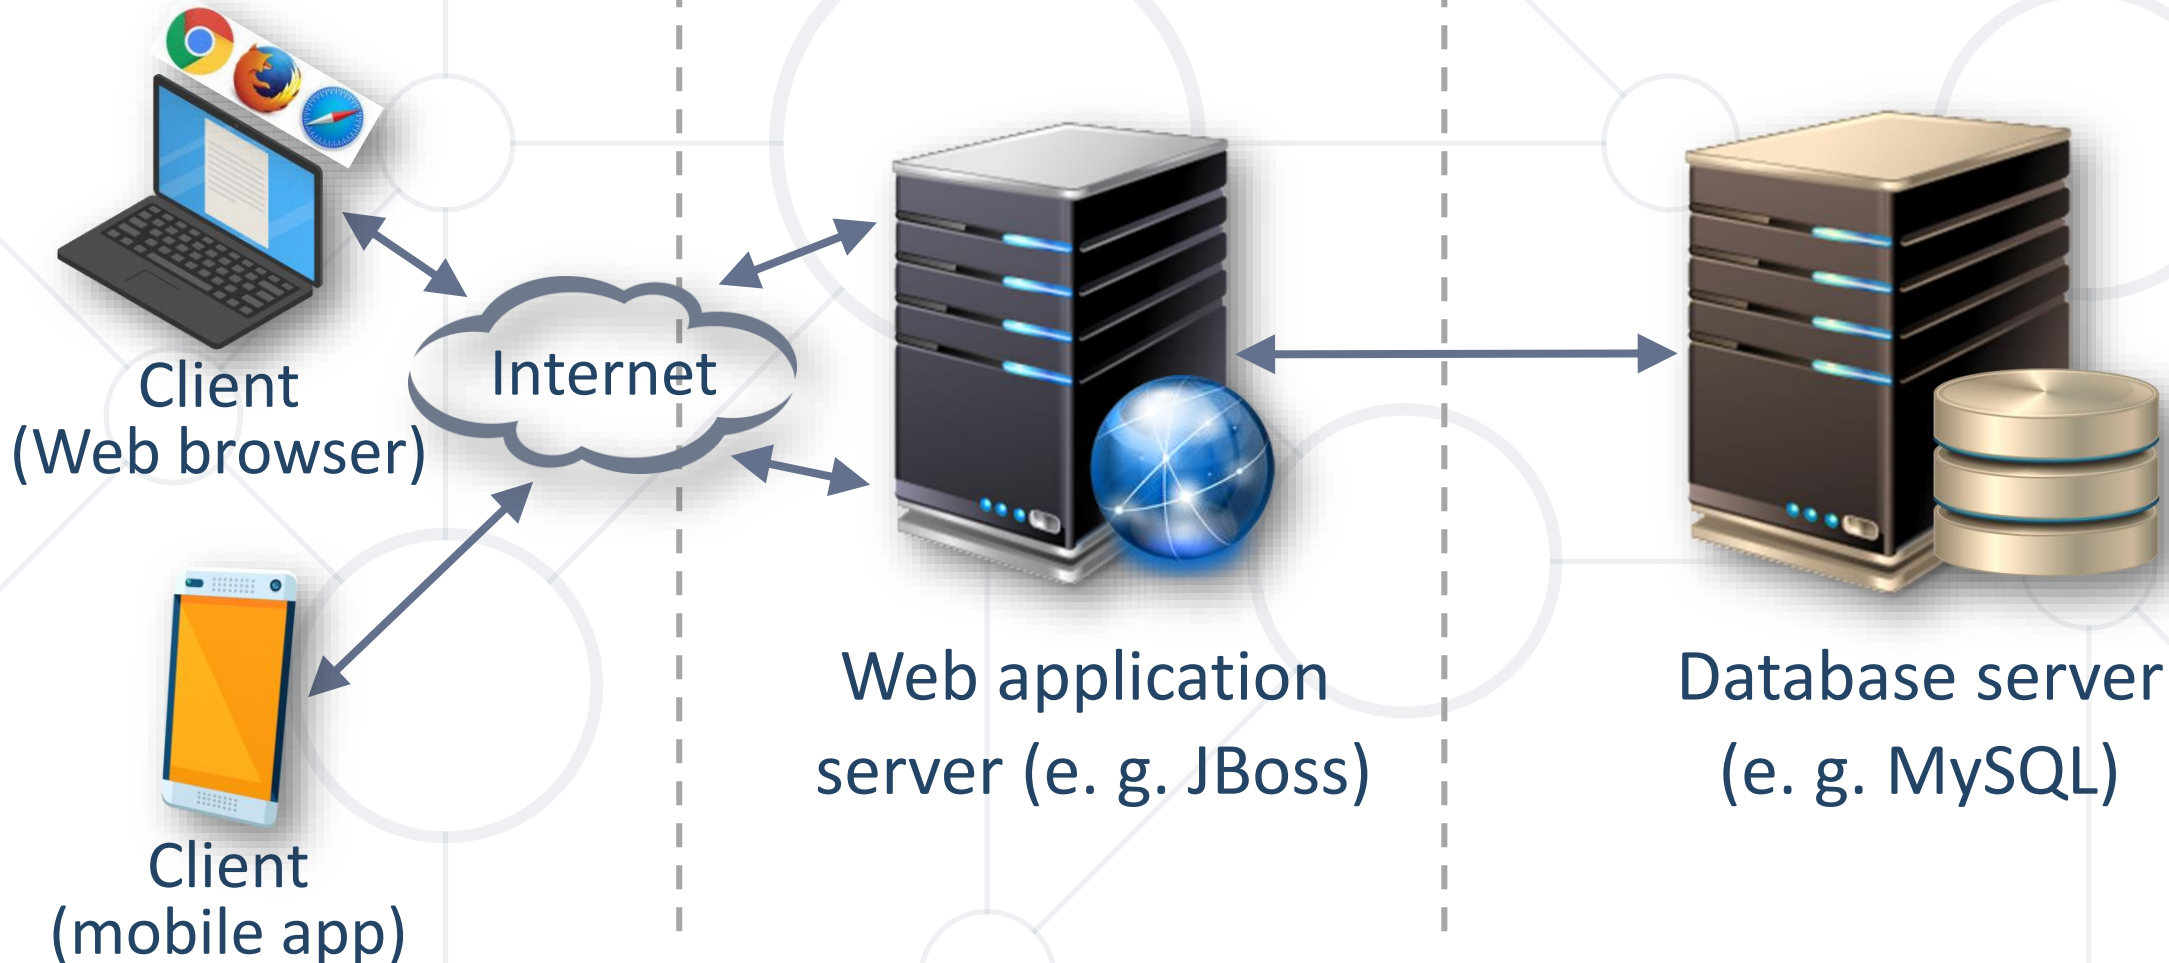 Client
(Web browser)
Internet
Client
(mobile app)
Web application
server (e. g. JBoss)
Database server
(e. g. MySQL)